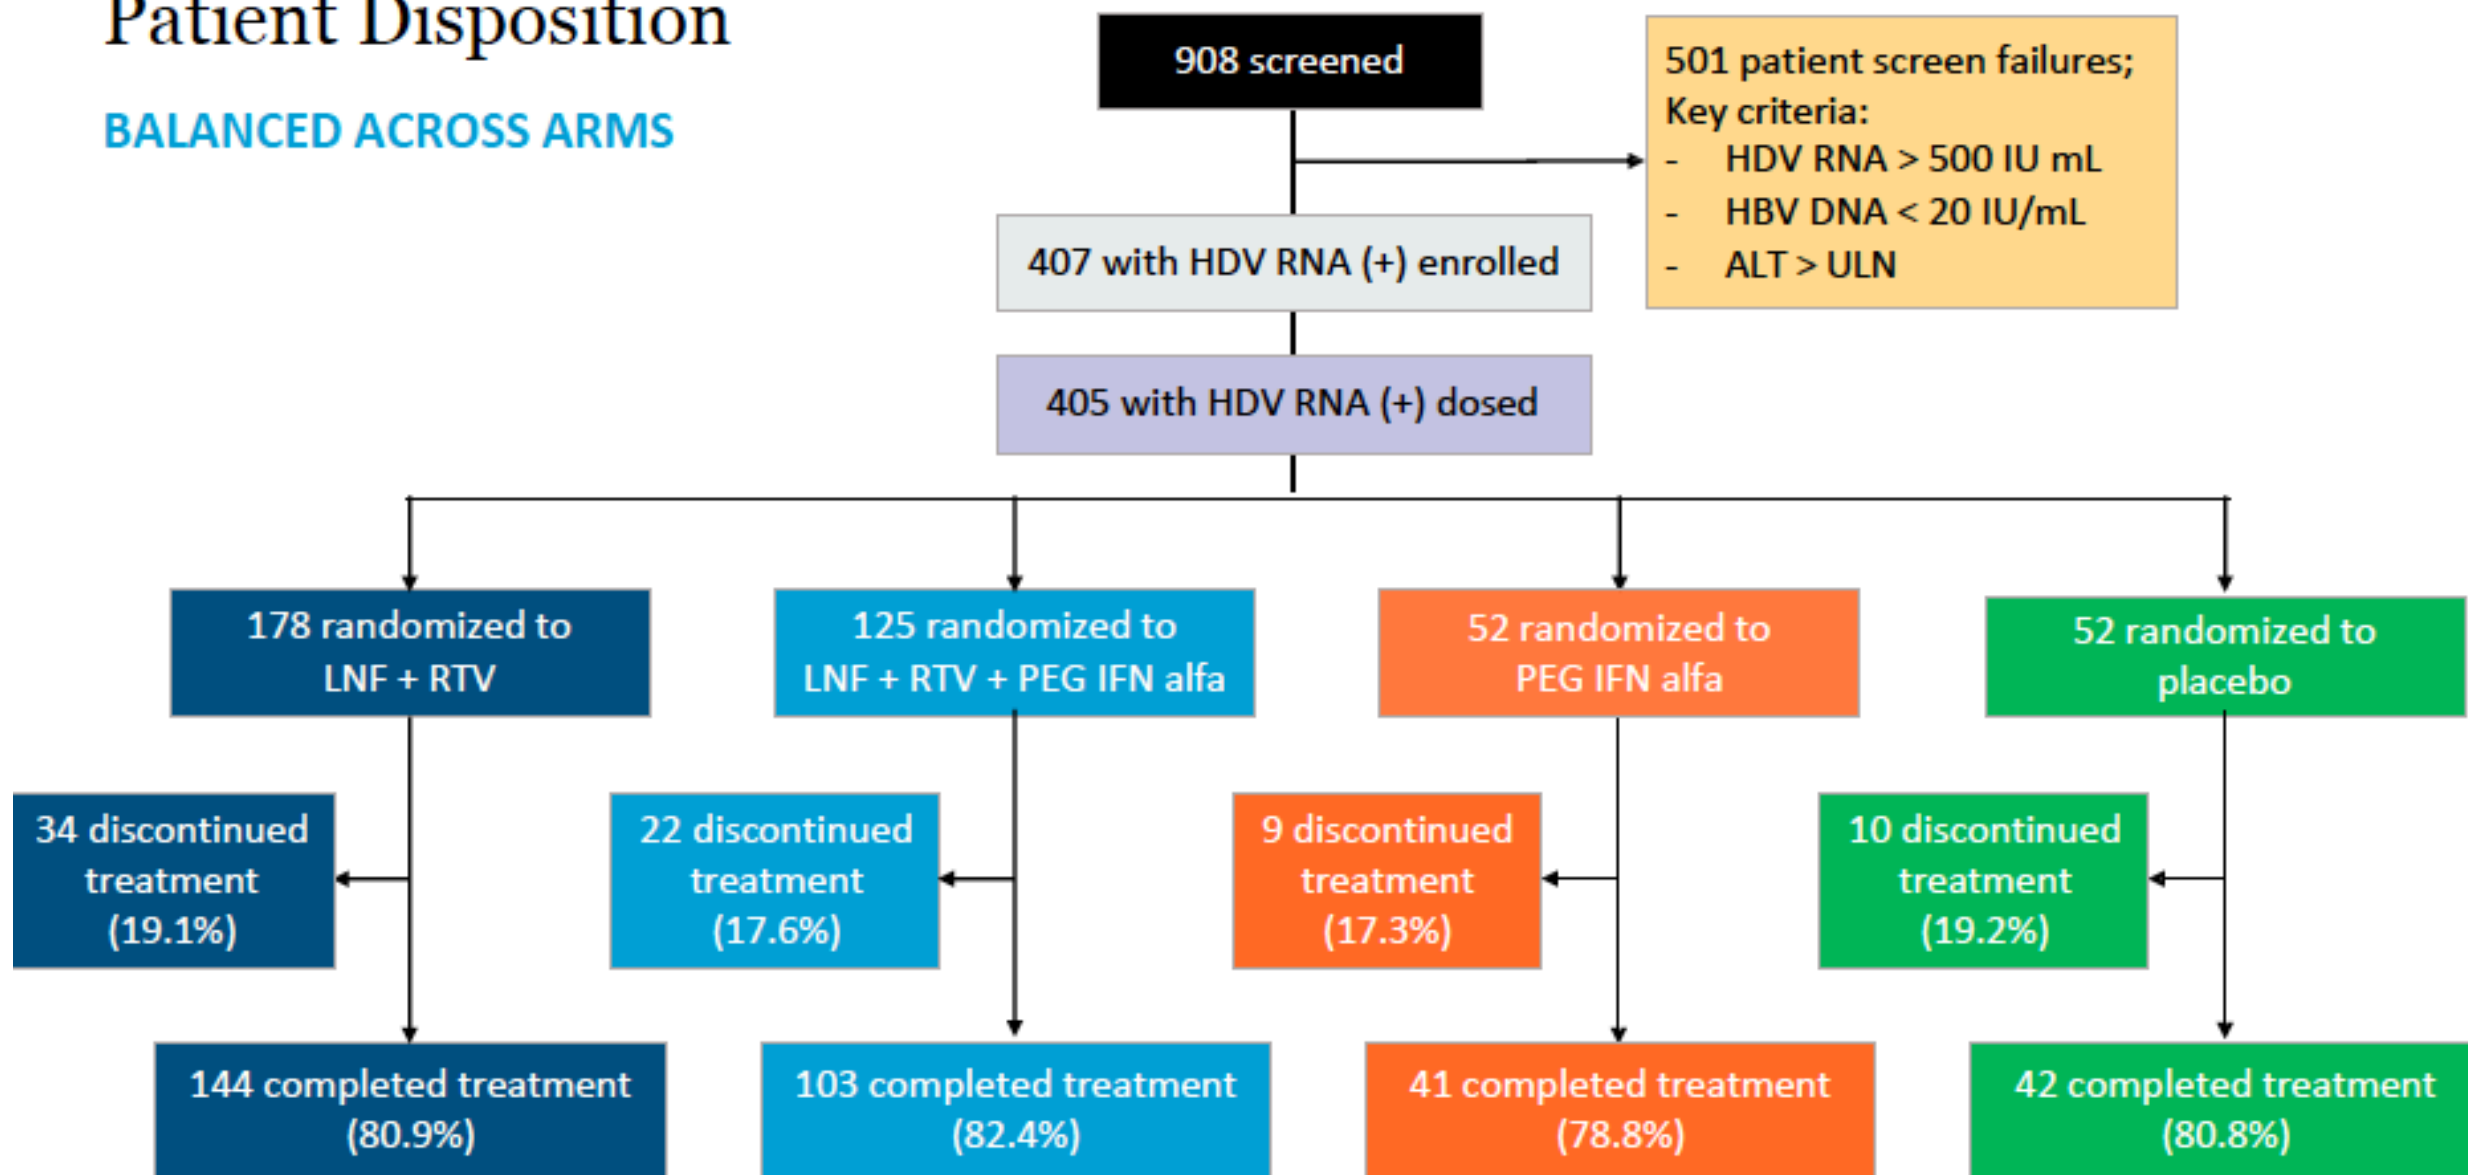 Patient Disposition
BALANCED ACROSS ARMS
908 screened
501 patient screen failures;
Key criteria:
- HDV RNA > 500 IU mL
- HBV DNA < 20 IU/mL
- ALT > ULN
407 with HDV RNA (+) enrolled
405 with HDV RNA (+) dosed
178 randomized to
LNF + RTV
125 randomized to
LNF + RTV + PEG IFN alfa
52 randomized to
PEG IFN alfa
52 randomized to
placebo
34 discontinued
treatment
(19.1%)
22 discontinued
treatment
(17.6%)
9 discontinued
treatment
(17.3%)
10 discontinued
treatment
(19.2%)
144 completed treatment
(80.9%)
103 completed treatment
(82.4%)
41 completed treatment
(78.8%)
42 completed treatment
(80.8%)